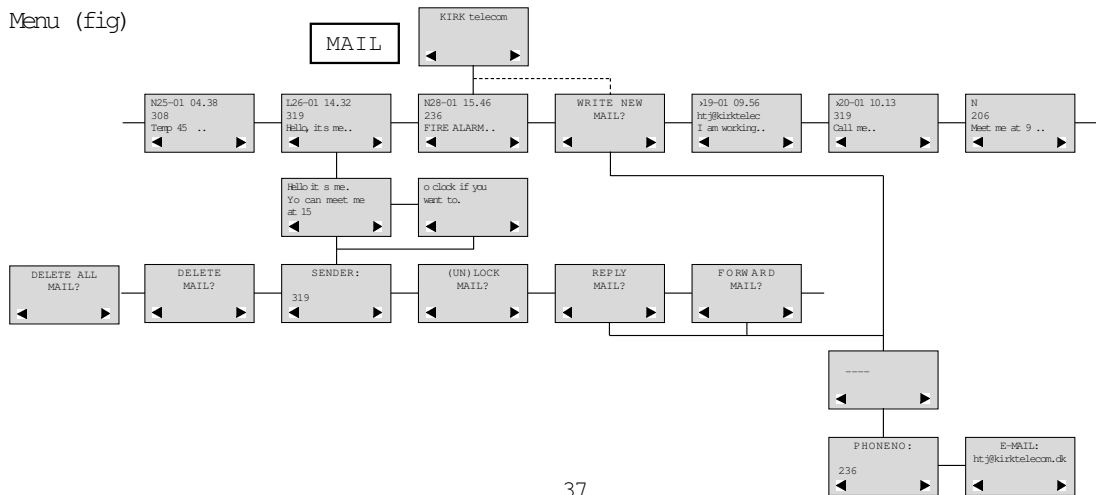 Menu (fig)
MAIL
KIRK telecom
N25-01 04.38
308
Temp 45 ..
L26-01 14.32
319
Hello, its me..
N28-01 15.46
236
FIRE ALARM..
WRITE NEW
MAIL?
›19-01 09.56
htj@kirktelec
I am working..
›20-01 10.13
319
Call me..
N
206
Meet me at 9 ..
Hello it s me.
Yo can meet me
at 15
o clock if you
want to.
DELETE ALL
MAIL?
DELETE
MAIL?
SENDER:
319
(UN)LOCK
MAIL?
REPLY
MAIL?
FORWARD
MAIL?
----
PHONENO:
236
E-MAIL:
htj@kirktelecom.dk
37